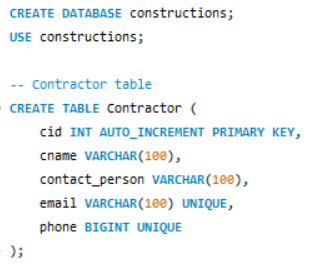 CREATE DATABASE constructions;
USE constructions;
-- Contractor table
CREATE TABLE Contractor (
cid INT AUTO_INCREMENT PRIMARY KEY,
cname VARCHAR(100),
contact_person VARCHAR(100),
email VARCHAR(100) UNIQUE,
phone BIGINT UNIQUE
);